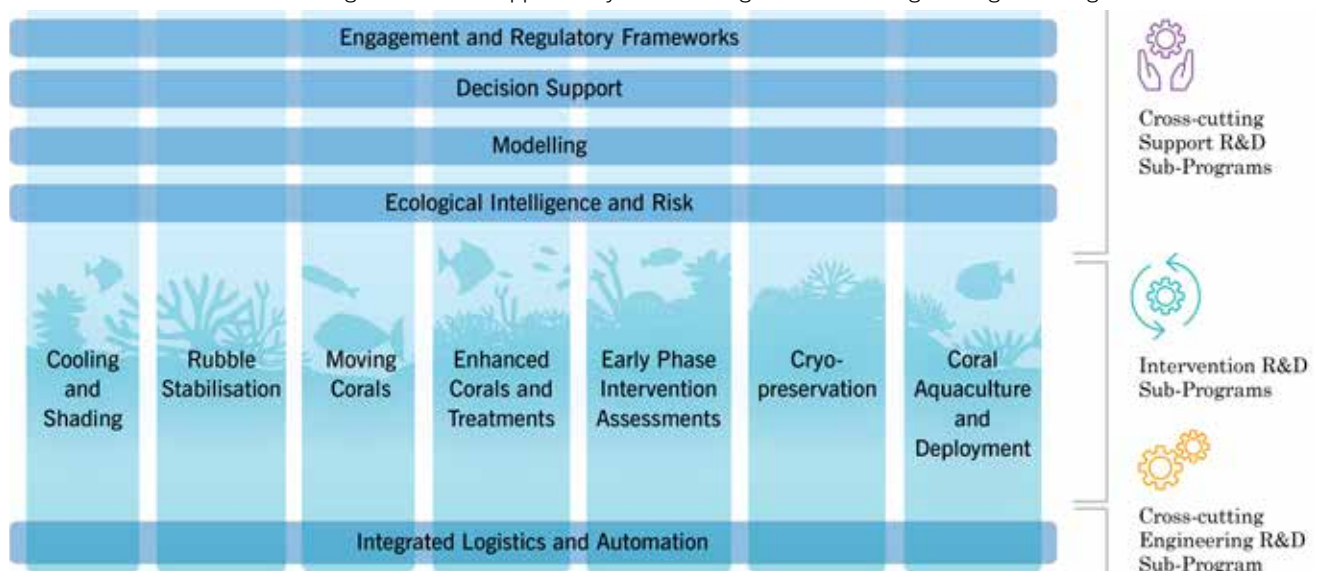 Engagement and Regulatory Frameworks
Decision Support
Modelling
Ecological Intelligence and Risk
Cooling
and
Shading
Rubble
Stabilisation
Moving
Corals
Enhanced
Corals and
Treatments
Early Phase
Intervention
Assessments
Cryo-
preservation
Coral
Aquaculture
and
Deployment
Integrated Logistics and Automation
Cross-cutting
Support R&D
Sub-Programs
Intervention R&D
Sub-Programs
Cross-cutting
Engineering R&D
Sub-Program